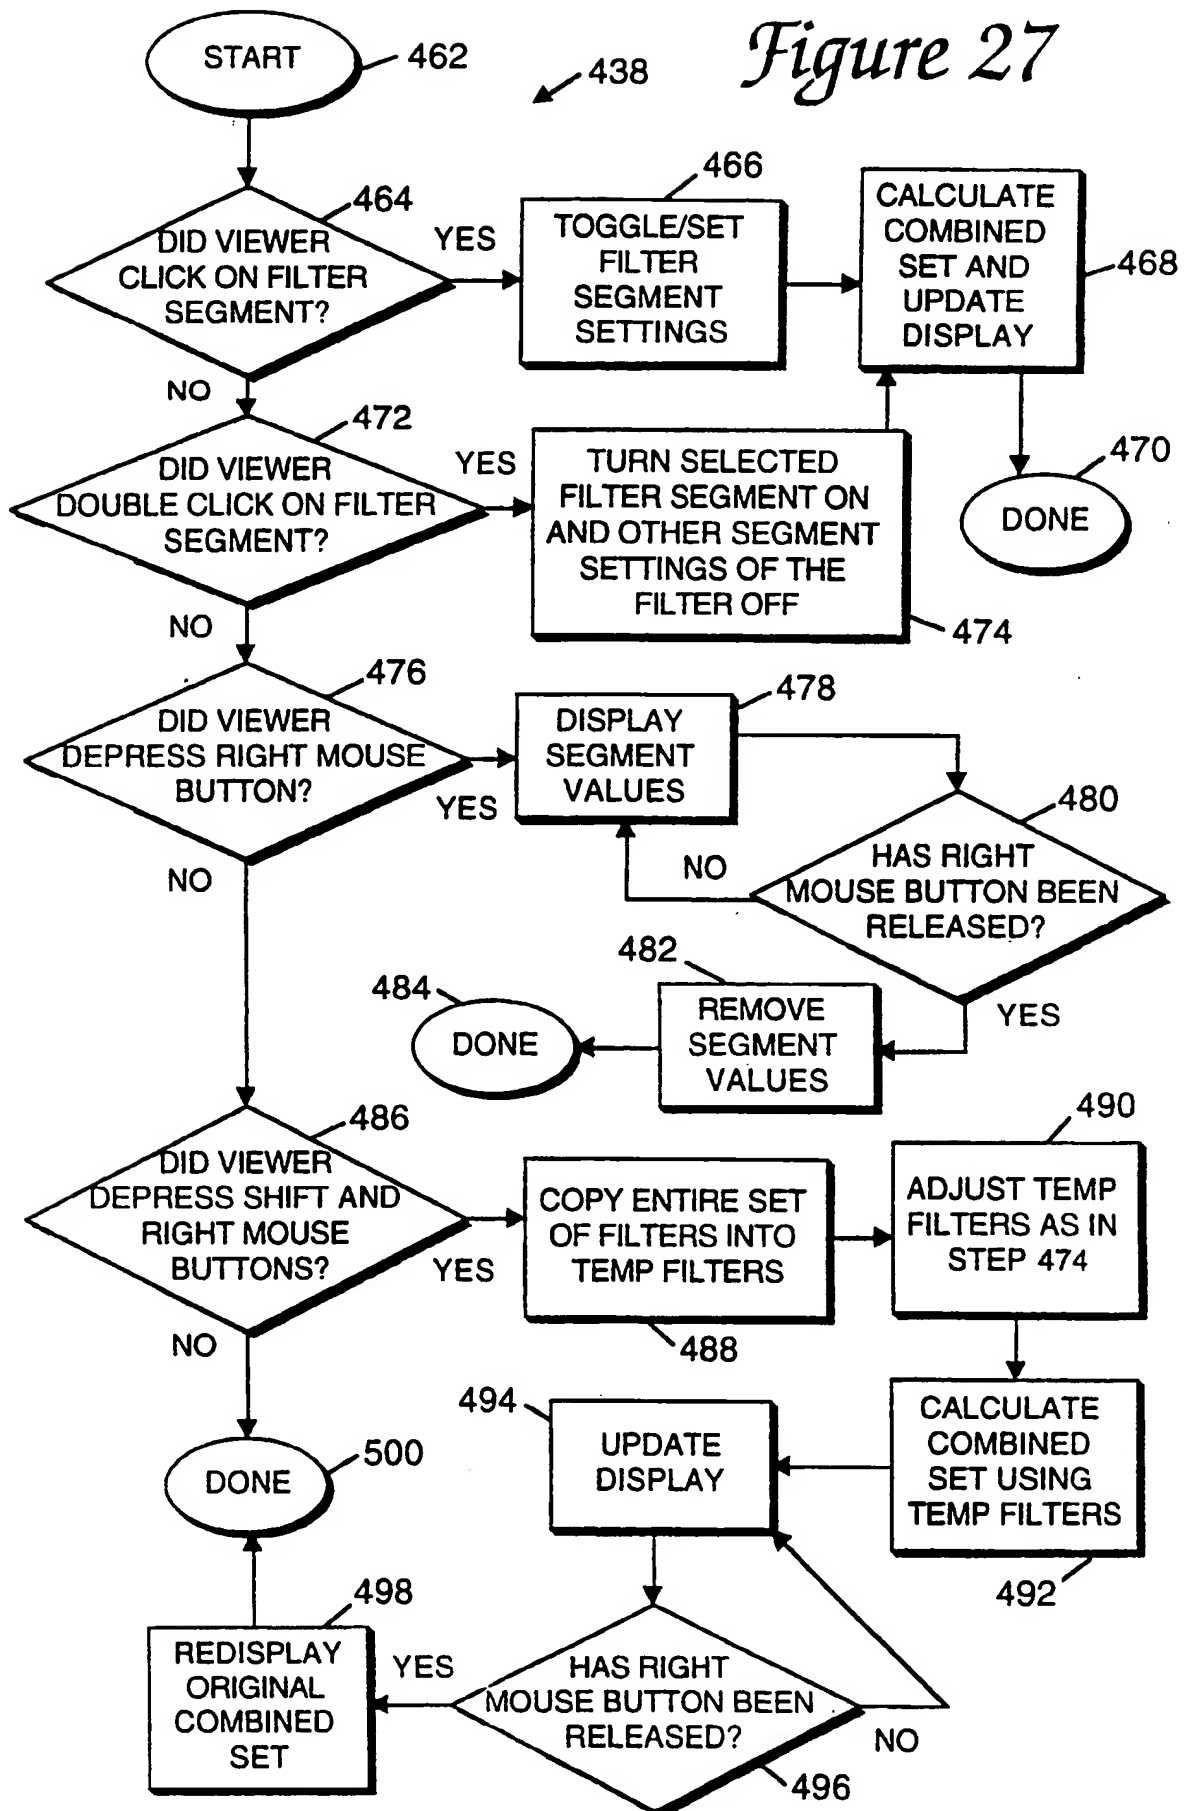 Figure 27
START
462
438
464
DID VIEWER
CLICK ON FILTER
SEGMENT?
YES
466
TOGGLE/SET
FILTER
SEGMENT
SETTINGS
CALCULATE
COMBINED
SET AND
UPDATE
DISPLAY
468
NO
470
DONE
472
DID VIEWER
DOUBLE CLICK ON FILTER
SEGMENT?
YES
TURN SELECTED
FILTER SEGMENT ON
AND OTHER SEGMENT
SETTINGS OF THE
FILTER OFF
474
NO
476
DID VIEWER
DEPRESS RIGHT MOUSE
BUTTON?
YES
478
DISPLAY
SEGMENT
VALUES
480
HAS RIGHT
MOUSE BUTTON BEEN
RELEASED?
NO
NO
YES
482
REMOVE
SEGMENT
VALUES
484
DONE
486
DID VIEWER
DEPRESS SHIFT AND
RIGHT MOUSE
BUTTONS?
YES
COPY ENTIRE SET
OF FILTERS INTO
TEMP FILTERS
488
490
ADJUST TEMP
FILTERS AS IN
STEP 474
NO
CALCULATE
COMBINED
SET USING
TEMP FILTERS
492
494
UPDATE
DISPLAY
500
DONE
498
REDISPLAY
ORIGINAL
COMBINED
SET
YES
HAS RIGHT
MOUSE BUTTON BEEN
RELEASED?
NO
496